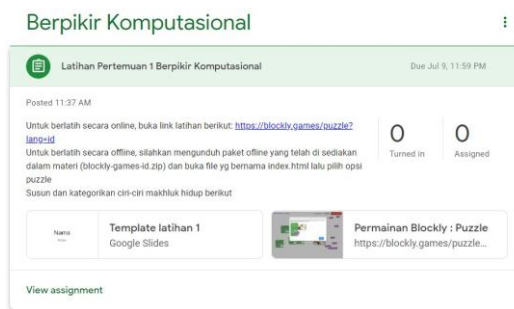 Berpikir Komputasional
Latihan Pertemuan 1 Berpikir Komputasional
Due Jul 9, 11:59 PM
Posted 11:37 AM
Untuk berlatih secara online, buka link latihan berikut: https://blockly.games/puzzle?
lang=id
Untuk berlatih secara offline, silahkan mengunduh paket ofline yang telah di sediakan
dalam materi (blockly-games-id.zip) dan buka file yg bernama index.html lalu pilih opsi
puzzle
Susun dan kategorikan ciri-ciri makhluk hidup berikut
0
Turned in
0
Assigned
Nama
Template latihan 1
Google Slides
Permainan Blockly : Puzzle
https://blockly.games/puzzle...
View assignment